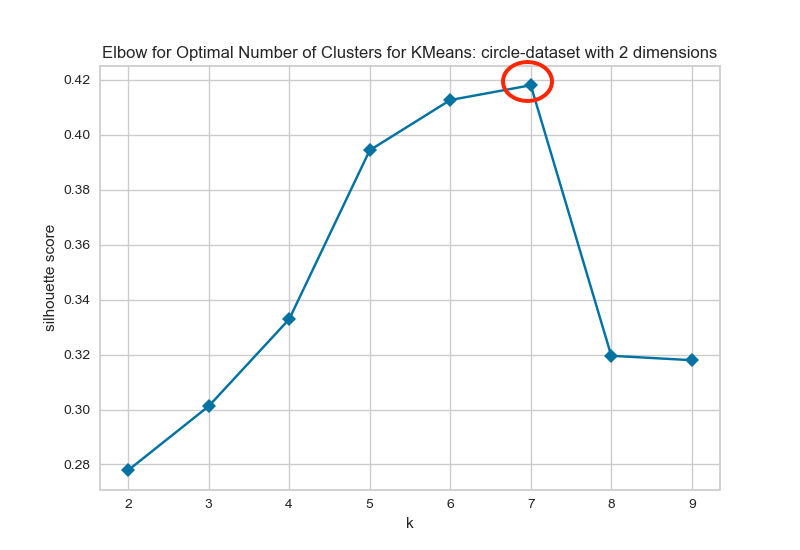 Elbow for Optimal Number of Clusters for KMeans: circle-dataset with 2 dimensions
0.42
0.40
0.38
0.36
0.34
0.32
0.30
0.28
silhouette score
2 3 4 5 6 7 8 9
k